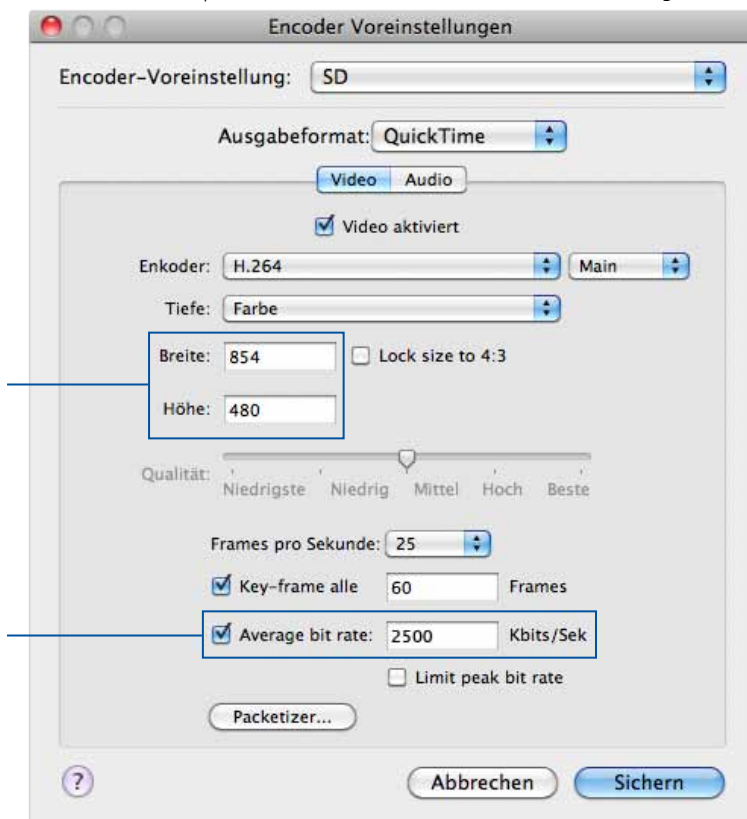 Encoder Voreinstellungen
Encoder-Voreinstellung: SD
Ausgabeformat: QuickTime
Video Audio
Video aktiviert
Enkoder: H.264 Main
Tiefe: Farbe
Breite: 854 Lock size to 4:3
Höhe: 480
Qualität:
Niedrigste Niedrig Mittel Hoch Beste
Frames pro Sekunde: 25
Key-frame alle 60 Frames
Average bit rate: 2500 Kbits/Sek
Limit peak bit rate
Packetizer...
? Abbrechen Sichern